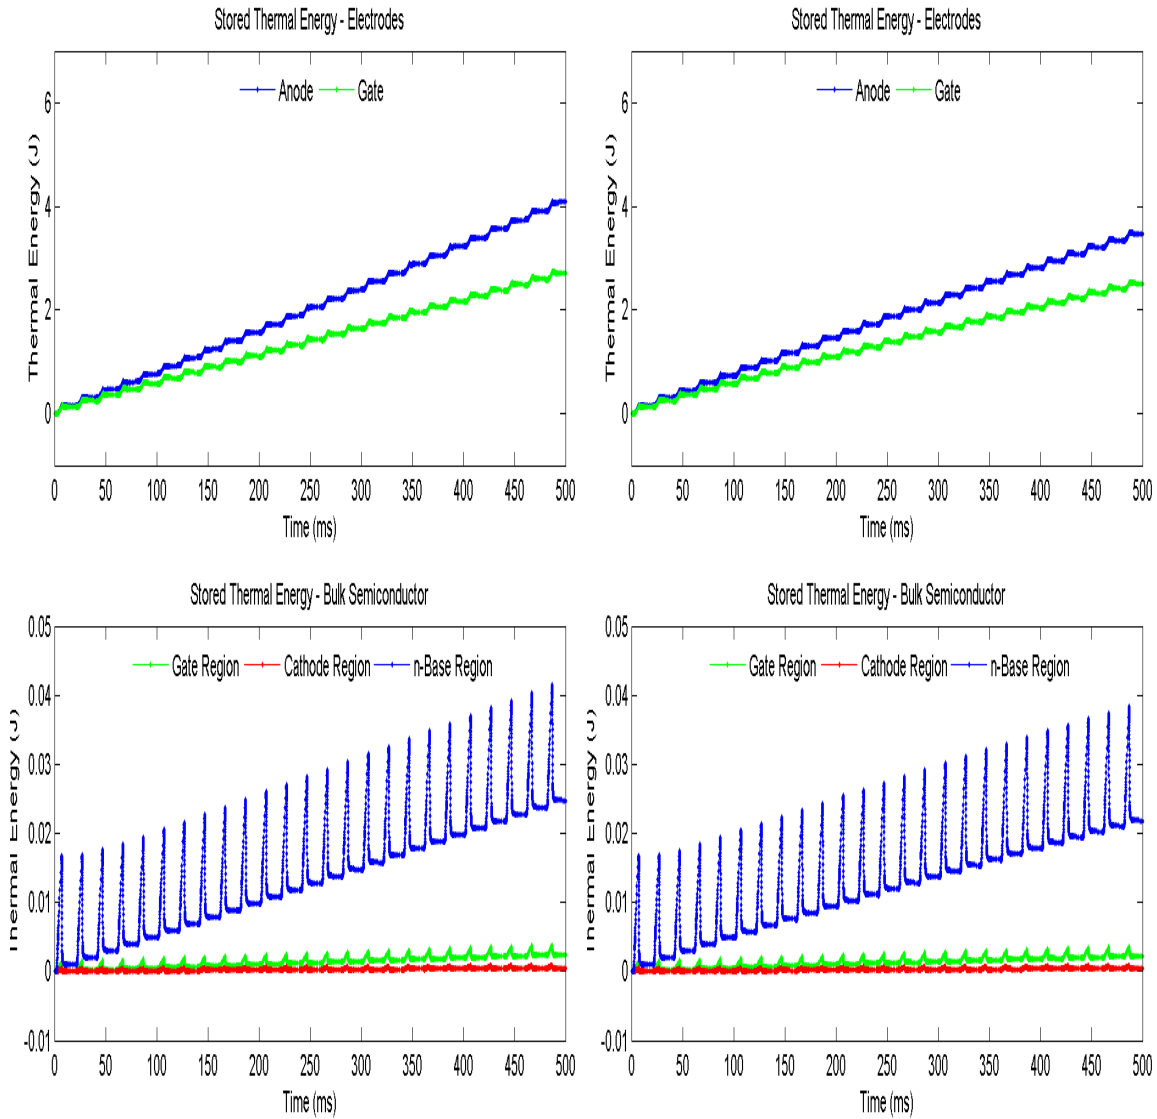 Stored Thermal Energy - Electrodes
Stored Thermal Energy - Electrodes
Anode Gate
Anode Gate
6
6
4
4
2
2
0
0
Thermal Energy (J)
Thermal Energy (J)
0 50 100 150 200 250 300 350 400 450 500
0 50 100 150 200 250 300 350 400 450 500
Time (ms)
Time (ms)
Stored Thermal Energy - Bulk Semiconductor
Stored Thermal Energy - Bulk Semiconductor
Gate Region Cathode Region n-Base Region
Gate Region Cathode Region n-Base Region
0.05
0.05
0.04
0.04
0.03
0.03
0.02
0.02
0.01
0.01
0
0
-0.01
-0.01
Thermal Energy (J)
Thermal Energy (J)
0 50 100 150 200 250 300 350 400 450 500
0 50 100 150 200 250 300 350 400 450 500
Time (ms)
Time (ms)